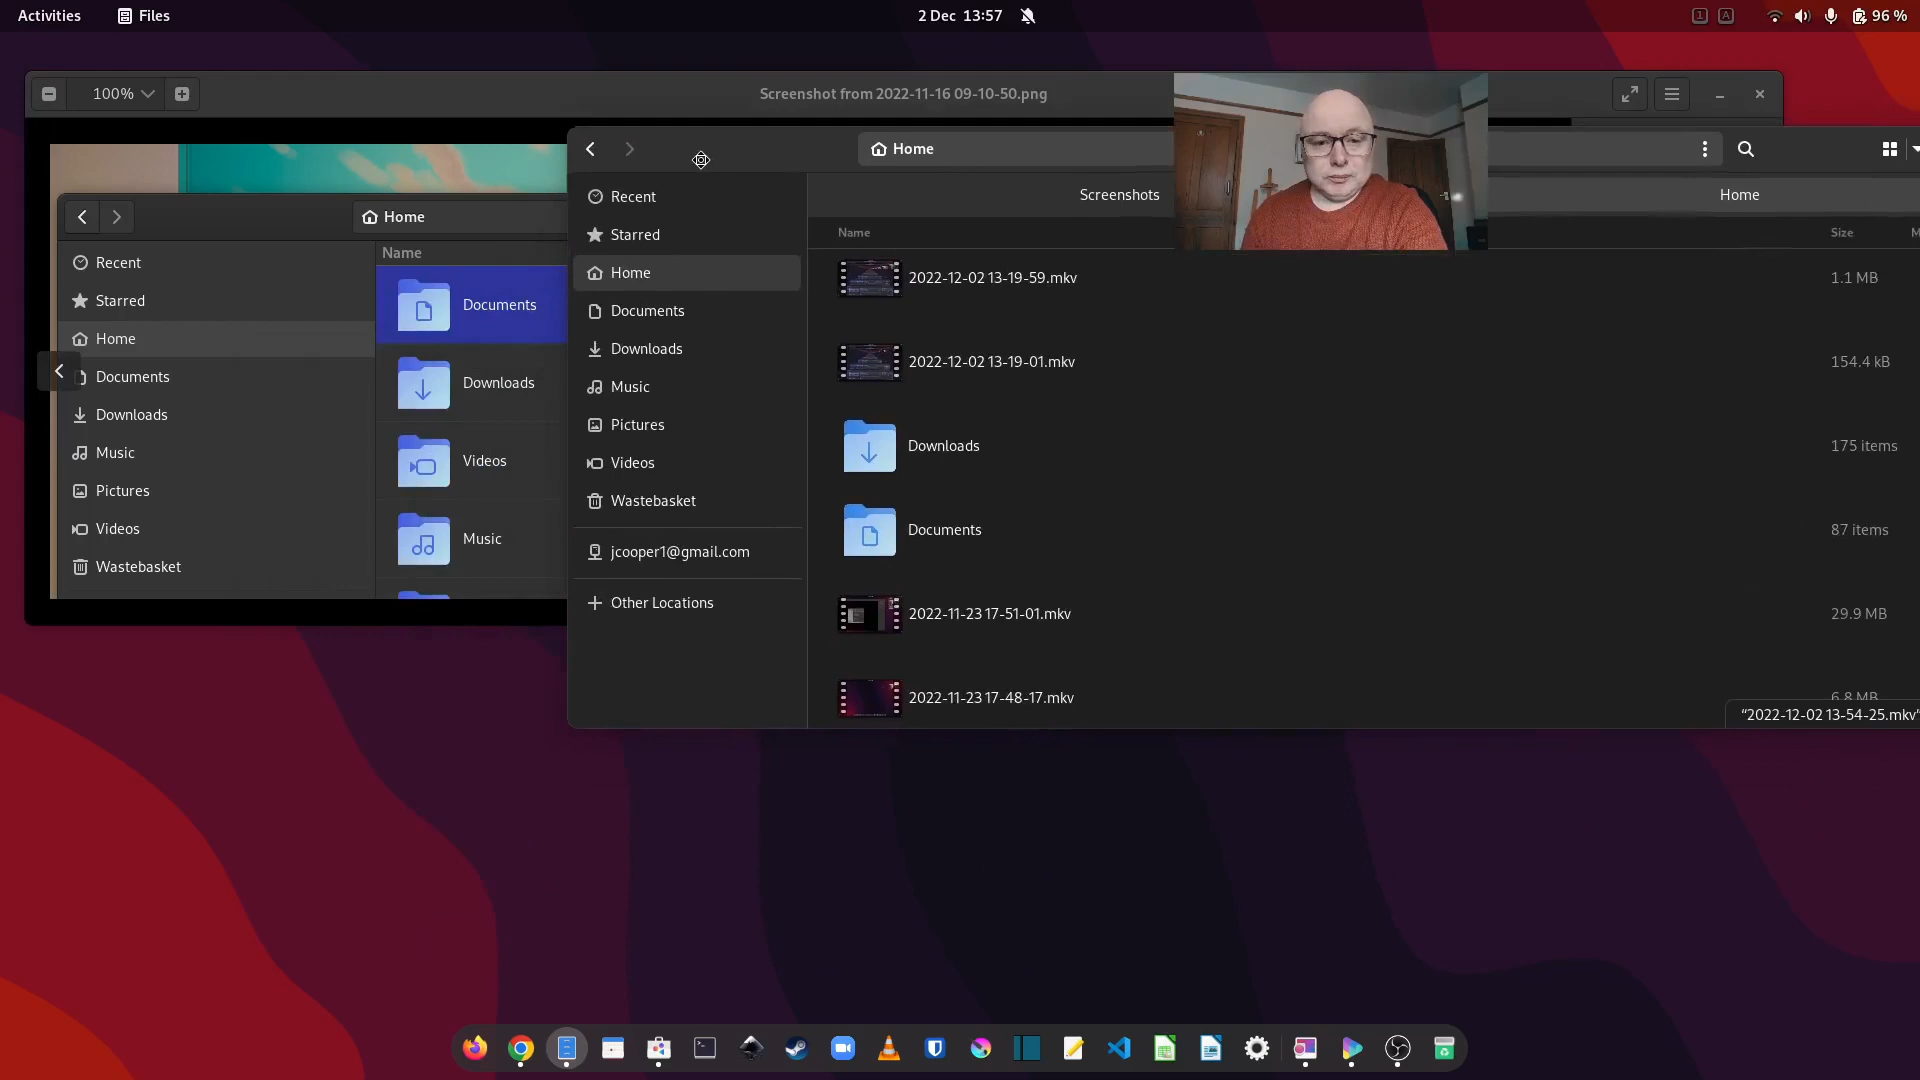 Activities
Files
2 Dec 13:57
96 %
100%
Screenshot from 2022-11-16 09-10-50.png
Home
Recent
Starred
Home
Documents
Downloads
Music
Pictures
Videos
Wastebasket
Name
Documents
Downloads
Videos
Music
Home
Recent
Starred
Home
Documents
Downloads
Music
Pictures
Videos
Wastebasket
jcooper1@gmail.com
Other Locations
Screenshots
Home
Name
Size
2022-12-02 13-19-59.mkv
1.1 MB
2022-12-02 13-19-01.mkv
154.4 kB
Downloads
175 items
Documents
87 items
2022-11-23 17-51-01.mkv
29.9 MB
2022-11-23 17-48-17.mkv
6.8 MB
“2022-12-02 13-54-25.mkv”